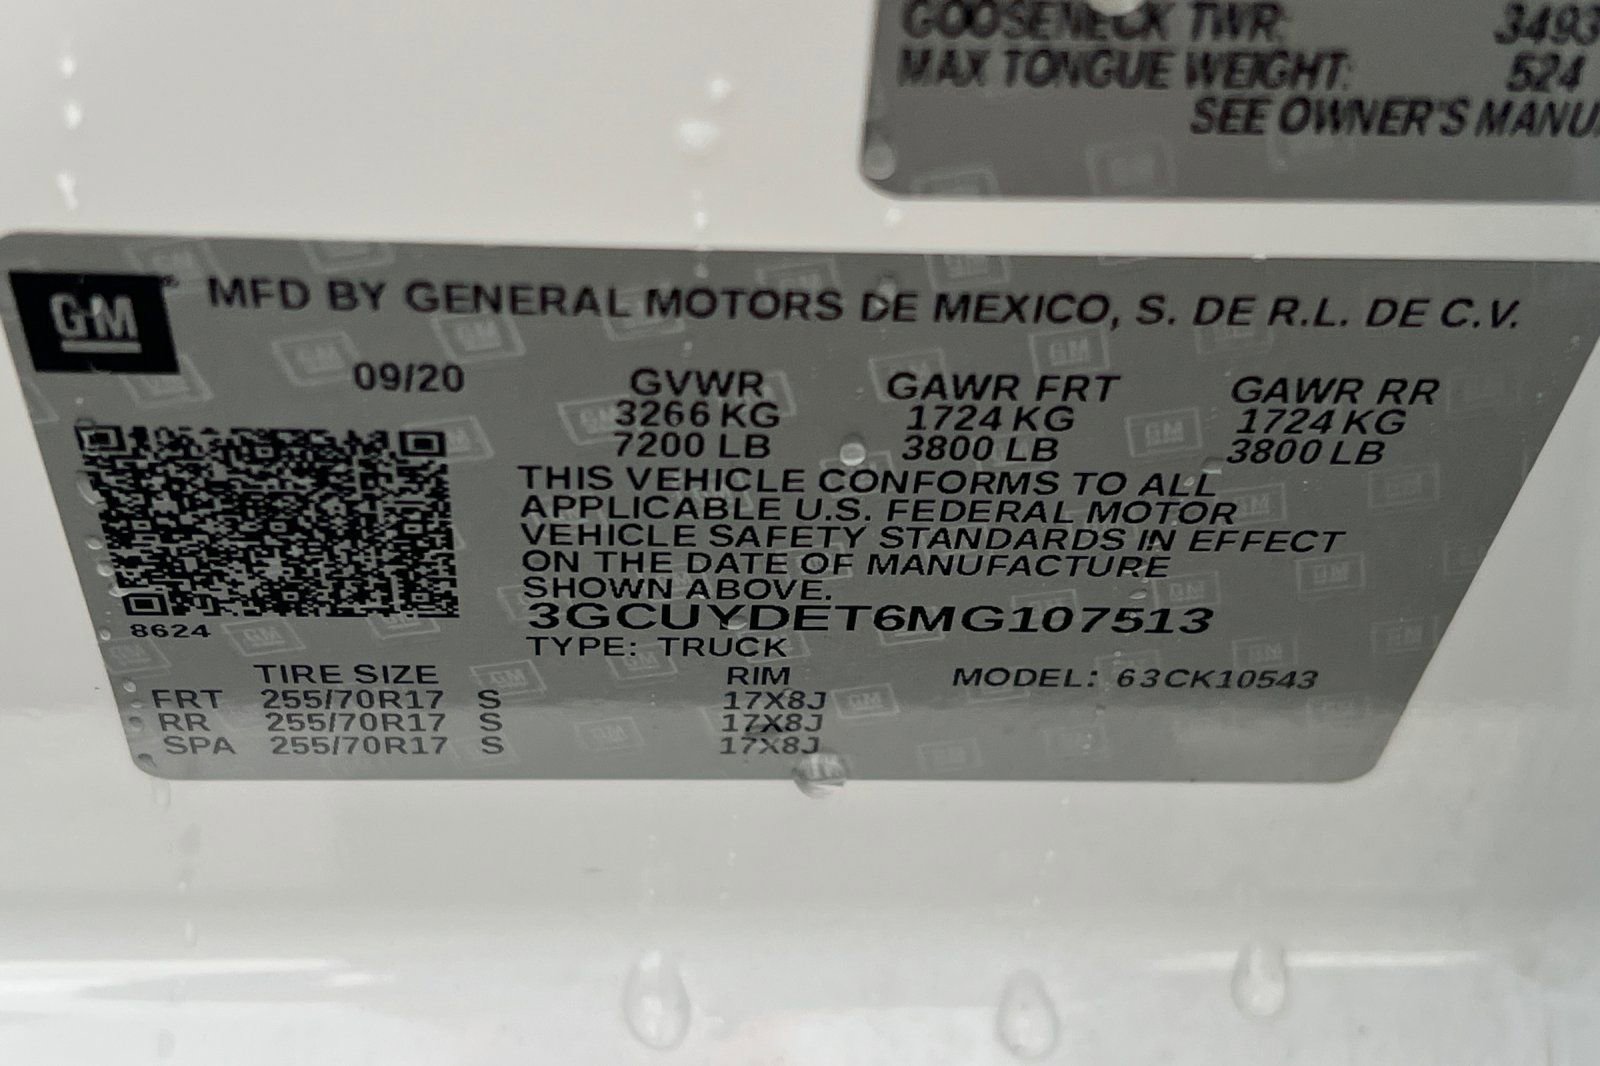 GOOSENECK TWR: 3493
MAX TONGUE WEIGHT: 524
SEE OWNER'S MANU
GM
® MFD BY GENERAL MOTORS DE MEXICO, S. DE R.L. DE C.V.
09/20
GVWR GAWR FRT GAWR RR
3266 KG 1724 KG 1724 KG
7200 LB 3800 LB 3800 LB
THIS VEHICLE CONFORMS TO ALL
APPLICABLE U.S. FEDERAL MOTOR
VEHICLE SAFETY STANDARDS IN EFFECT
ON THE DATE OF MANUFACTURE
SHOWN ABOVE.
3GCUYDET6MG107513
8624
TYPE: TRUCK
TIRE SIZE RIM MODEL: 63CK10543
FRT 255/70R17 S 17X8J
RR 255/70R17 S 17X8J
SPA 255/70R17 S 17X8J